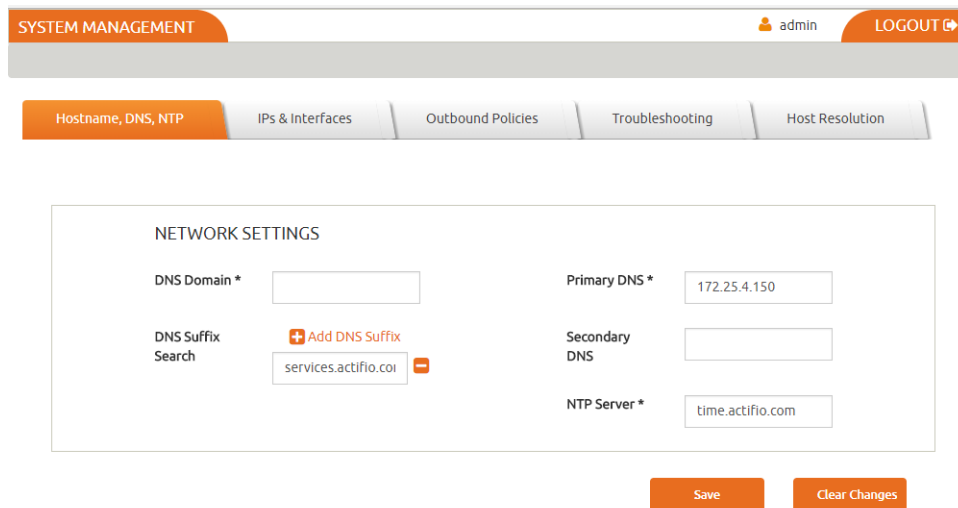 SYSTEM MANAGEMENT
admin
LOGOUT
Hostname, DNS, NTP
IPs & Interfaces
Outbound Policies
Troubleshooting
Host Resolution
NETWORK SETTINGS
DNS Domain *
Primary DNS *
172.25.4.150
DNS Suffix
Search
Add DNS Suffix
services.actifio.co
Secondary
DNS
NTP Server *
time.actifio.com
Save
Clear Changes